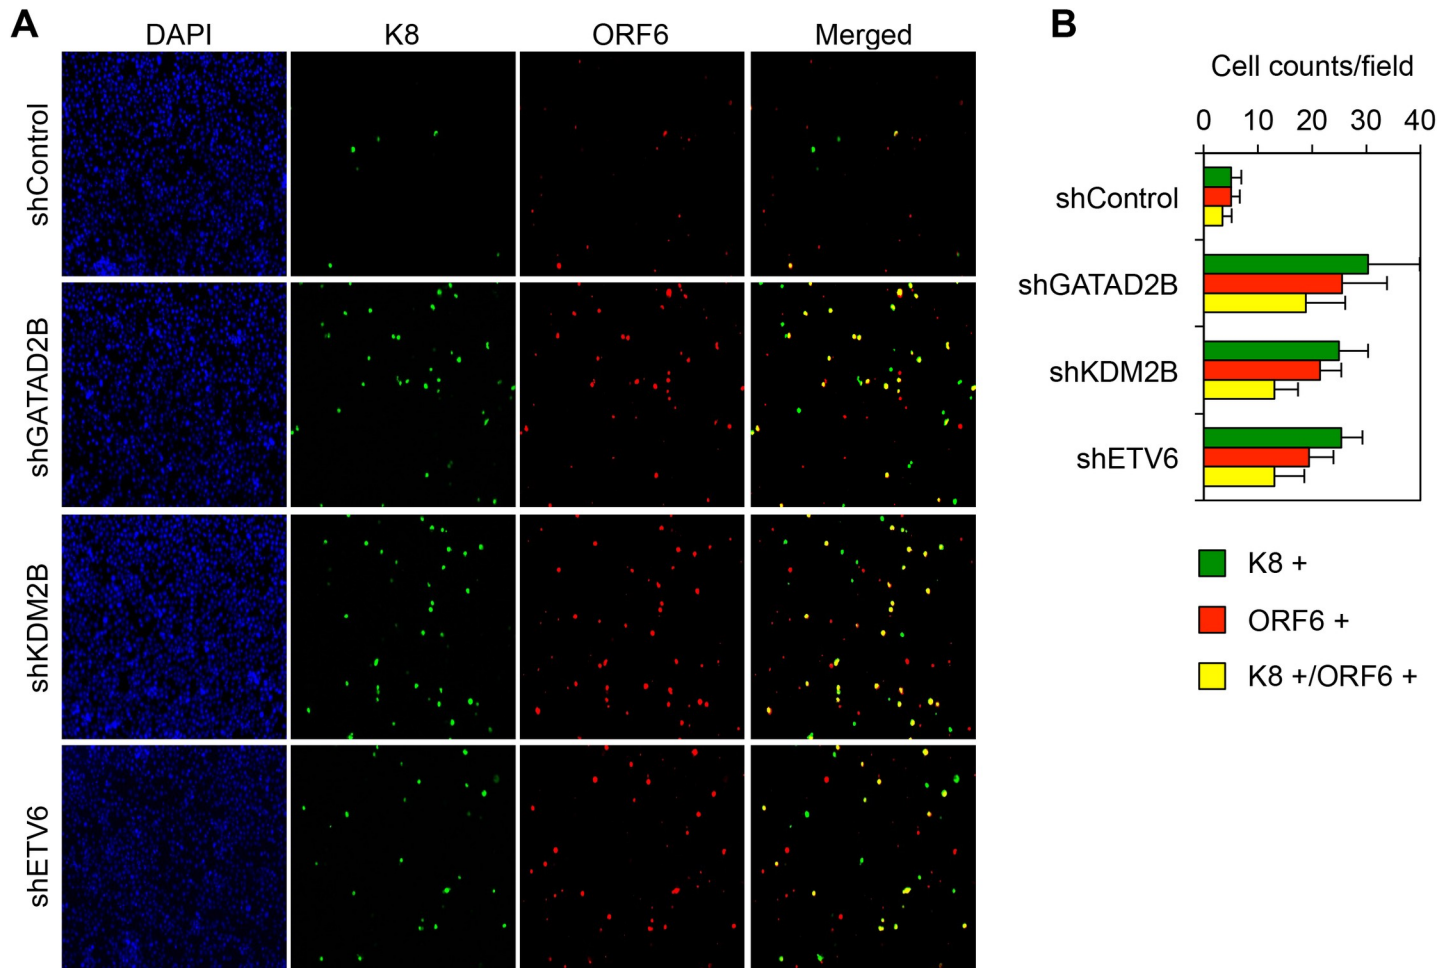 A
DAPI K8 ORF6 Merged
shControl
shGATAD2B
shKDM2B
shETV6
B
Cell counts/field
0 10 20 30 40
shControl
shGATAD2B
shKDM2B
shETV6
K8 +
ORF6 +
K8 +/ORF6 +